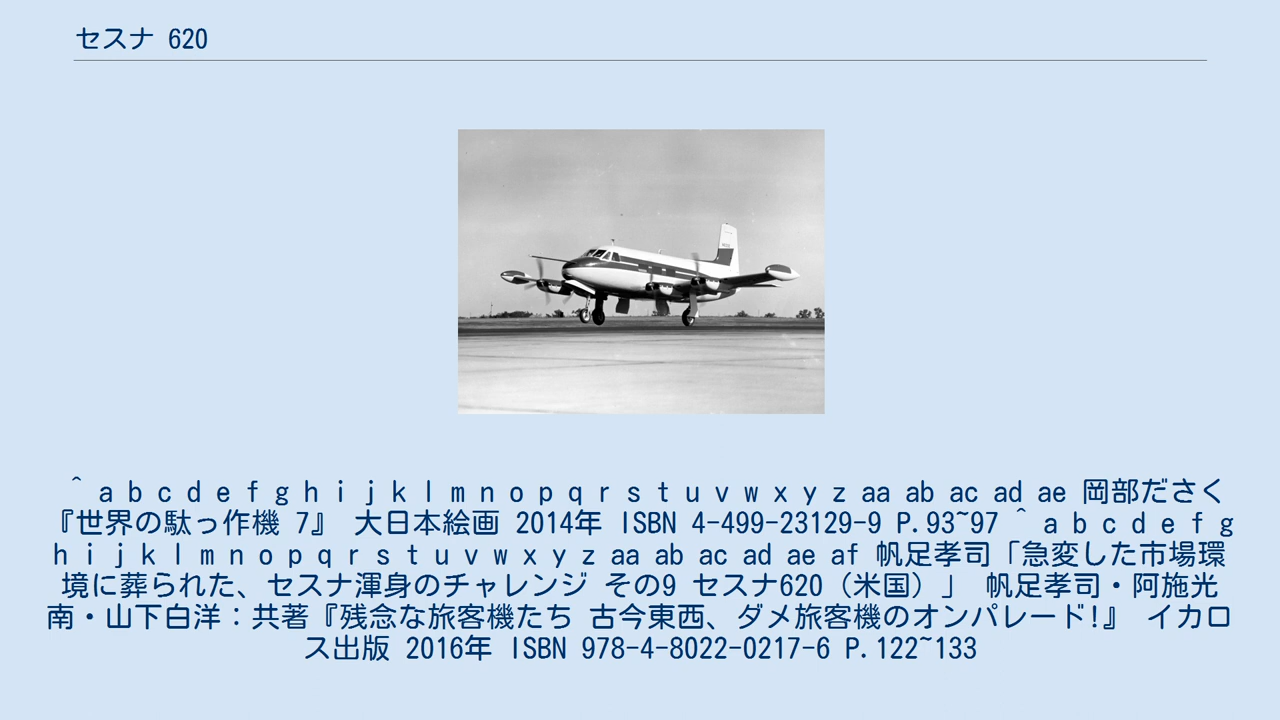 セスナ 620
^ a b c d e f g h i j k l m n o p q r s t u v w x y z aa ab ac ad ae 岡部ださく
『世界の駄っ作機 7』 大日本絵画 2014年 ISBN 4-499-23129-9 P.93~97 ^ a b c d e f g
h i j k l m n o p q r s t u v w x y z aa ab ac ad ae af 帆足孝司「急変した市場環
境に葬られた、セスナ渾身のチャレンジ その9 セスナ620（米国）」 帆足孝司・阿施光
南・山下白洋：共著『残念な旅客機たち 古今東西、ダメ旅客機のオンパレード!』 イカロ
ス出版 2016年 ISBN 978-4-8022-0217-6 P.122~133